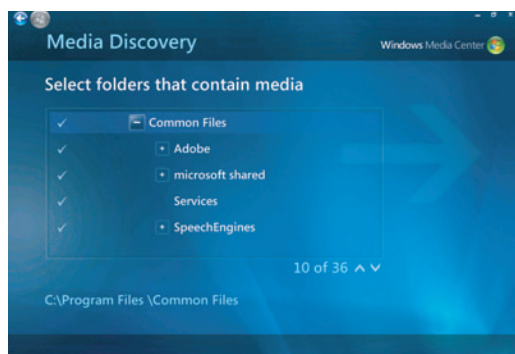 Media Discovery
Windows Media Center
Select folders that contain media
Common Files
Adobe
microsoft shared
Services
SpeechEngines
10 of 36
C:\Program Files \Common Files